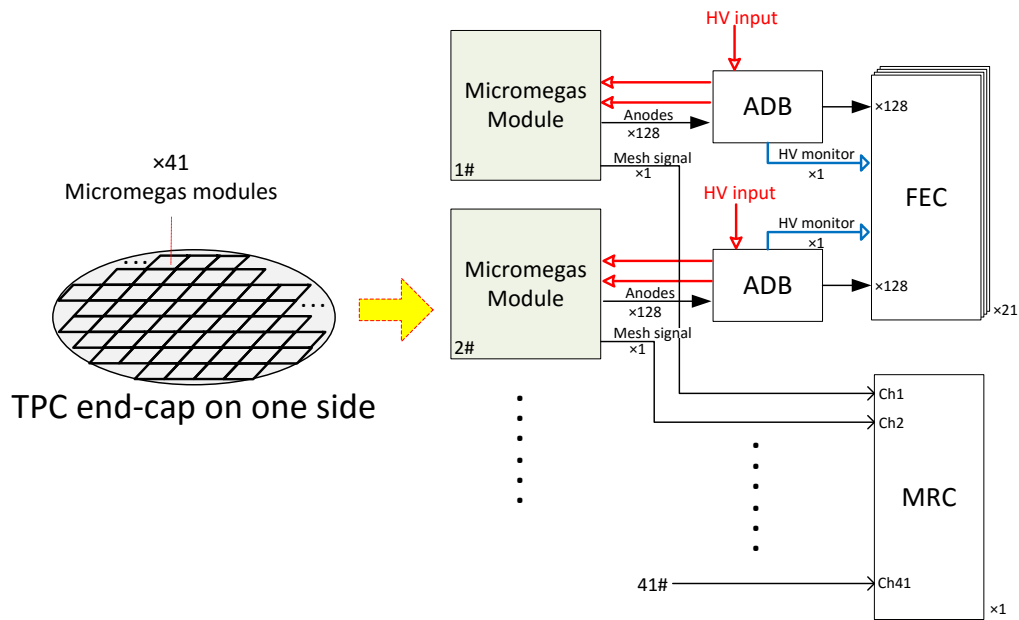 ×41
Micromegas modules
...
...
TPC end-cap on one side
Micromegas
Module
1#
HV input
Anodes
×128
Mesh signal
×1
ADB
×128
HV monitor
×1
FEC
×21
Micromegas
Module
2#
HV input
Anodes
×128
Mesh signal
×1
ADB
HV monitor
×1
×128
Ch1
Ch2
MRC
41#
Ch41
×1